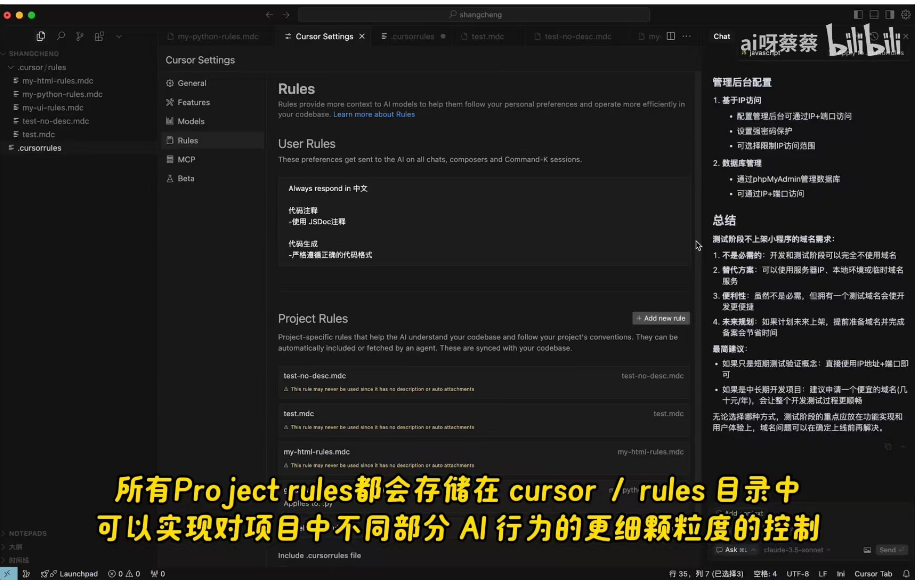 shangcheng
my-python-rules.mdc
Cursor Settings
.cursorrules
test.mdc
test-no-desc.mdc
my
Chat
ai呀蔡蔡
bilibili
javascript
SHANGCHENG
.cursor/rules
my-html-rules.mdc
my-python-rules.mdc
my-ui-rules.mdc
test-no-desc.mdc
test.mdc
.cursorrules
Cursor Settings
General
Features
Models
Rules
MCP
Beta
Rules
Rules provide more context to AI models to help them follow your personal preferences and operate more efficiently in
your codebase. Learn more about Rules
User Rules
These preferences get sent to the AI on all chats, composers and Command-K sessions.
Always respond in 中文
代码注释
-使用 JSDoc注释
代码生成
-严格遵循正确的代码格式
Project Rules
+ Add new rule
Project-specific rules that help the AI understand your codebase and follow your project's conventions. They can be
automatically included or fetched by an agent. These are synced with your codebase.
test-no-desc.mdc
test-no-desc.mdc
This rule may never be used since it has no description or auto attachments
test.mdc
test.mdc
This rule may never be used since it has no description or auto attachments
my-html-rules.mdc
my-html-rules.mdc
This rule may never be used since it has no description or auto attachments
Include .cursorrules file
管理后台配置
1. 基于IP访问
• 配置管理后台可通过IP+端口访问
• 设置强密码保护
• 可选择限制IP访问范围
2. 数据库管理
• 通过phpMyAdmin管理数据库
• 可通过IP+端口访问
总结
测试阶段不上架小程序的域名需求：
1. 不是必需的：开发和测试阶段可以完全不使用域名
2. 替代方案：可以使用服务器IP、本地环境或临时域名
服务
3. 便利性：虽然不是必需，但拥有一个测试域名会使开
发更便捷
4. 未来规划：如果计划未来上架，提前准备域名并完成
备案会节省时间
最简建议：
• 如果只是短期测试验证概念：直接使用IP地址+端口即
可
• 如果是中长期开发项目：建议申请一个便宜的域名(几
十元/年)，会让整个开发测试过程更顺畅
无论选择哪种方式，测试阶段的重点应放在功能实现和
用户体验上，域名问题可以在确定上线前再解决。
所有Project rules都会存储在 cursor / rules 目录中
可以实现对项目中不同部分 AI 行为的更细颗粒度的控制
NOTEPADS
大纲
时间线
Ask ⌘L
claude-3.5-sonnet
Send
Launchpad
0
0
0
行 35，列 7 (已选择3)
空格: 4
UTF-8
LF
Ini
Cursor Tab